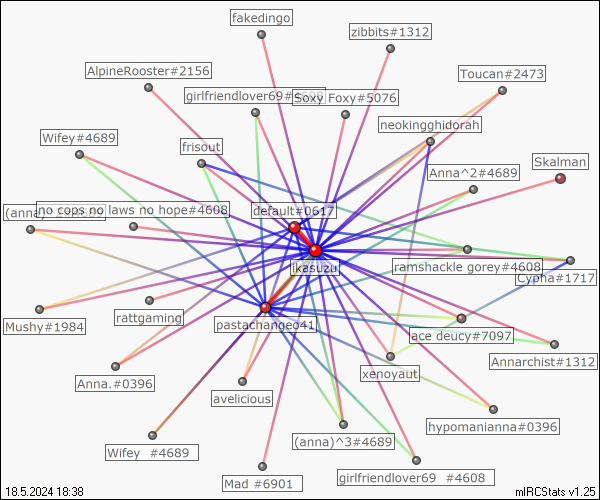 fakedingo
zibbits#1312
AlpineRooster#2156
Toucan#2473
girlfriendlover69#4608
Soxy Foxy#5076
neokingghidorah
Wifey#4689
frisout
Skalman
Anna^2#4689
(anna)
no cops no laws no hope#4608
default#0617
ikasuzu
ramshackle gorey#4608
Cypha#1717
Mushy#1984
rattgaming
pastachange041
ace deucy#7097
Annarchist#1312
Anna.#0396
xenoyaut
avelicious
hypomanianna#0396
Wifey #4689
(anna)^3#4689
Mad #6901
girlfriendlover69 #4608
18.5.2024 18:38
mIRCStats v1.25